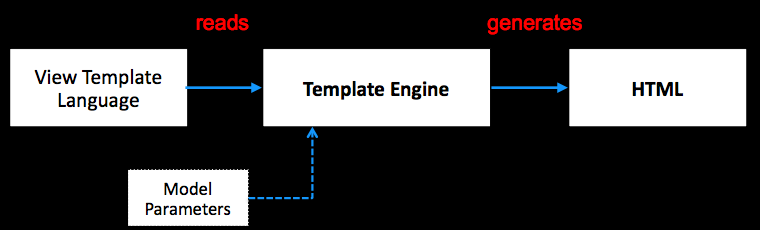 reads
generates
View Template
Language
Template Engine
HTML
Model
Parameters